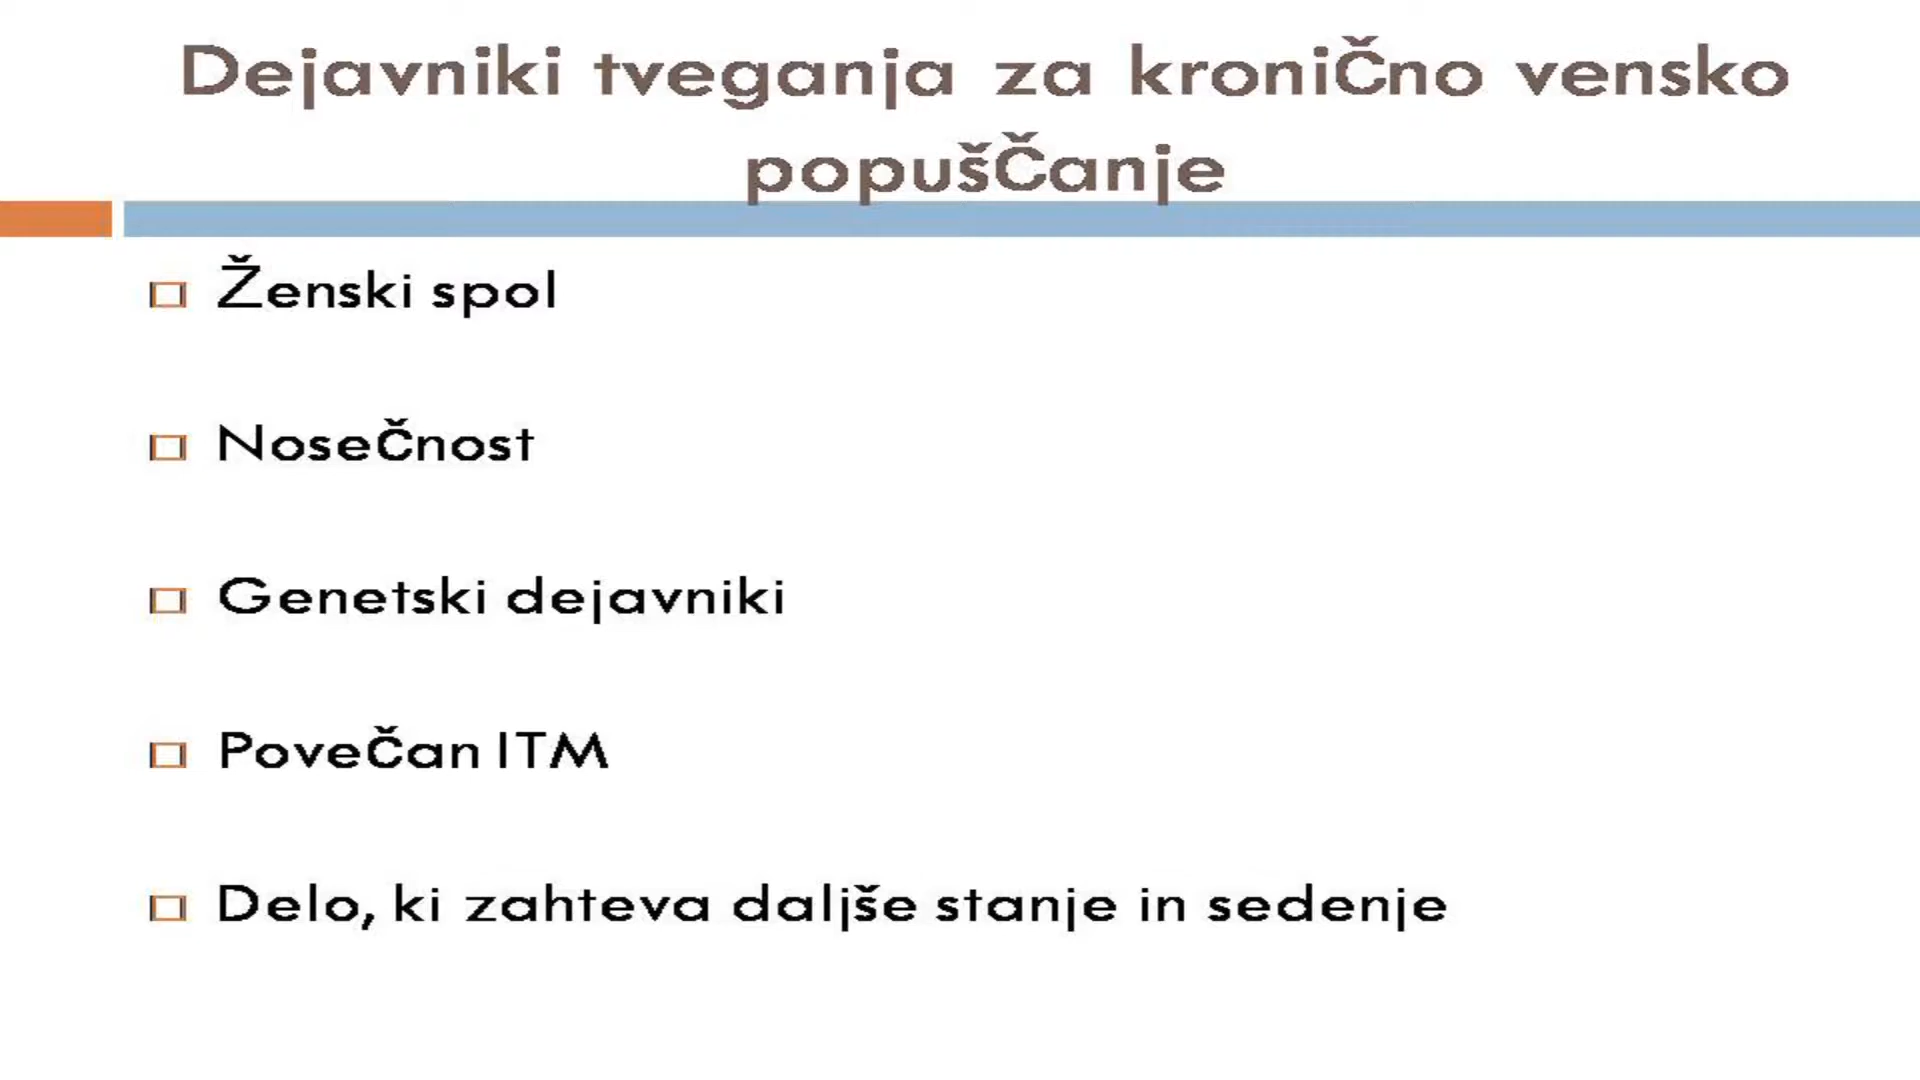 Dejavniki tveganja za kronično vensko
popuščanje
Ženski spol
Nosečnost
Genetski dejavniki
Povečan ITM
Delo, ki zahteva daljše stanje in sedenje